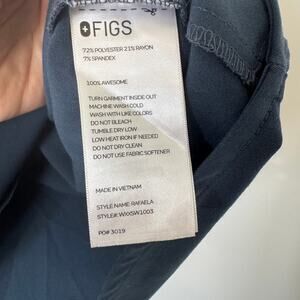 FIGS
72% POLYESTER 21% RAYON
7% SPANDEX
100% AWESOME
TURN GARMENT INSIDE OUT
MACHINE WASH COLD
WASH WITH LIKE COLORS
DO NOT BLEACH
TUMBLE DRY LOW
LOW HEAT IRON IF NEEDED
DO NOT DRY CLEAN
DO NOT USE FABRIC SOFTENER
MADE IN VIETNAM
STYLE NAME: RAFAELA
STYLE# WXXSW1003
PO# 3019